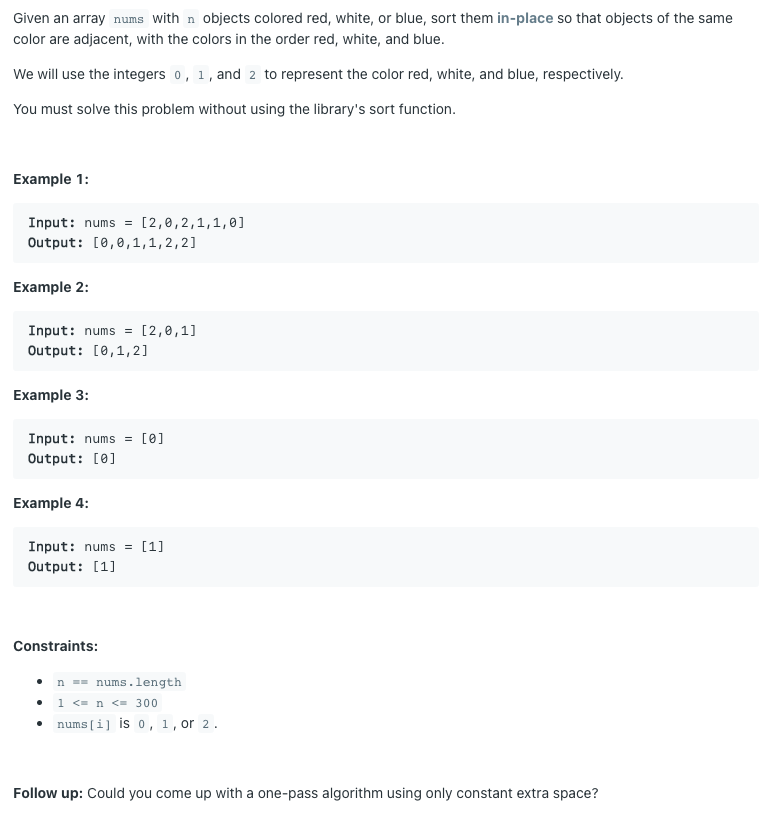 Given an array nums with n objects colored red, white, or blue, sort them in-place so that objects of the same
color are adjacent, with the colors in the order red, white, and blue.
We will use the integers 0, 1, and 2 to represent the color red, white, and blue, respectively.
You must solve this problem without using the library's sort function.
Example 1:
Input: nums = [2,0,2,1,1,0]
Output: [0,0,1,1,2,2]
Example 2:
Input: nums = [2,0,1]
Output: [0,1,2]
Example 3:
Input: nums = [0]
Output: [0]
Example 4:
Input: nums = [1]
Output: [1]
Constraints:
• n == nums.length
• 1 <= n <= 300
• nums[i] is 0, 1, or 2.
Follow up: Could you come up with a one-pass algorithm using only constant extra space?